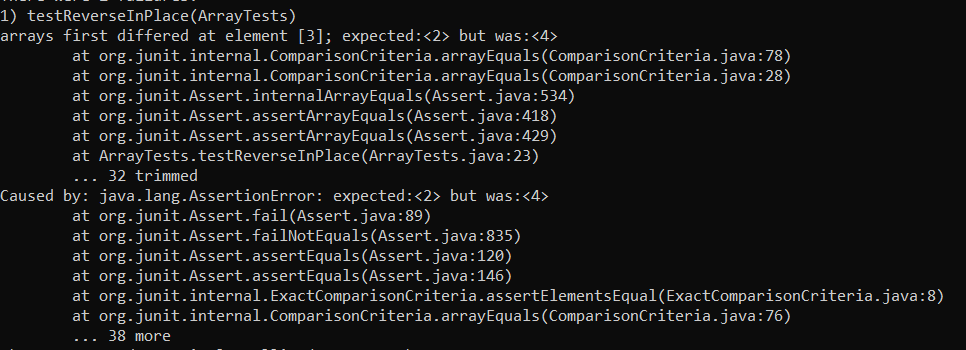 1) testReverseInPlace(ArrayTests)
arrays first differed at element [3]; expected:<2> but was:<4>
at org.junit.internal.ComparisonCriteria.arrayEquals(ComparisonCriteria.java:78)
at org.junit.internal.ComparisonCriteria.arrayEquals(ComparisonCriteria.java:28)
at org.junit.Assert.internalArrayEquals(Assert.java:534)
at org.junit.Assert.assertArrayEquals(Assert.java:418)
at org.junit.Assert.assertArrayEquals(Assert.java:429)
at ArrayTests.testReverseInPlace(ArrayTests.java:23)
... 32 trimmed
Caused by: java.lang.AssertionError: expected:<2> but was:<4>
at org.junit.Assert.fail(Assert.java:89)
at org.junit.Assert.failNotEquals(Assert.java:835)
at org.junit.Assert.assertEquals(Assert.java:120)
at org.junit.Assert.assertEquals(Assert.java:146)
at org.junit.internal.ExactComparisonCriteria.assertElementsEqual(ExactComparisonCriteria.java:8)
at org.junit.internal.ComparisonCriteria.arrayEquals(ComparisonCriteria.java:76)
... 38 more